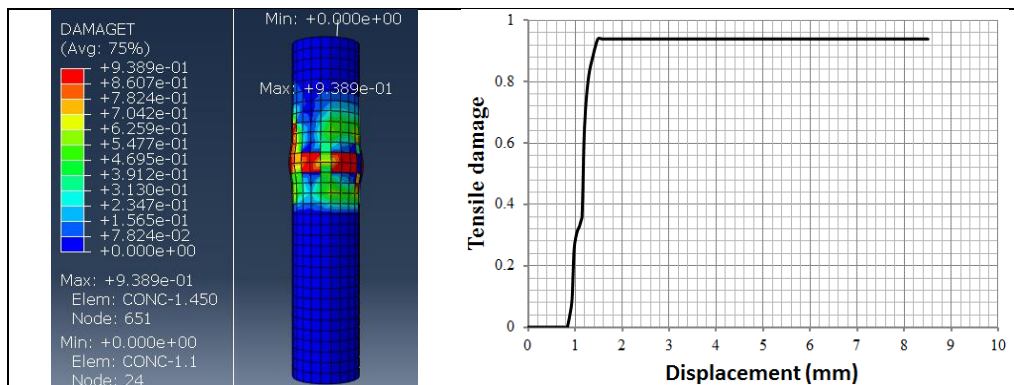 DAMAGET
(Avg: 75%)
+9.389e-01
+8.607e-01
+7.824e-01
+7.042e-01
+6.259e-01
+5.477e-01
+4.695e-01
+3.912e-01
+3.130e-01
+2.347e-01
+1.565e-01
+7.824e-02
+0.000e+00
Max: +9.389e-01
Elem: CONC-1.450
Node: 651
Min: +0.000e+00
Elem: CONC-1.1
Node: 24
Min: +0.000e+00
Max: +9.389e-01
Tensile damage
1
0.8
0.6
0.4
0.2
0
0 1 2 3 4 5 6 7 8 9 10
Displacement (mm)